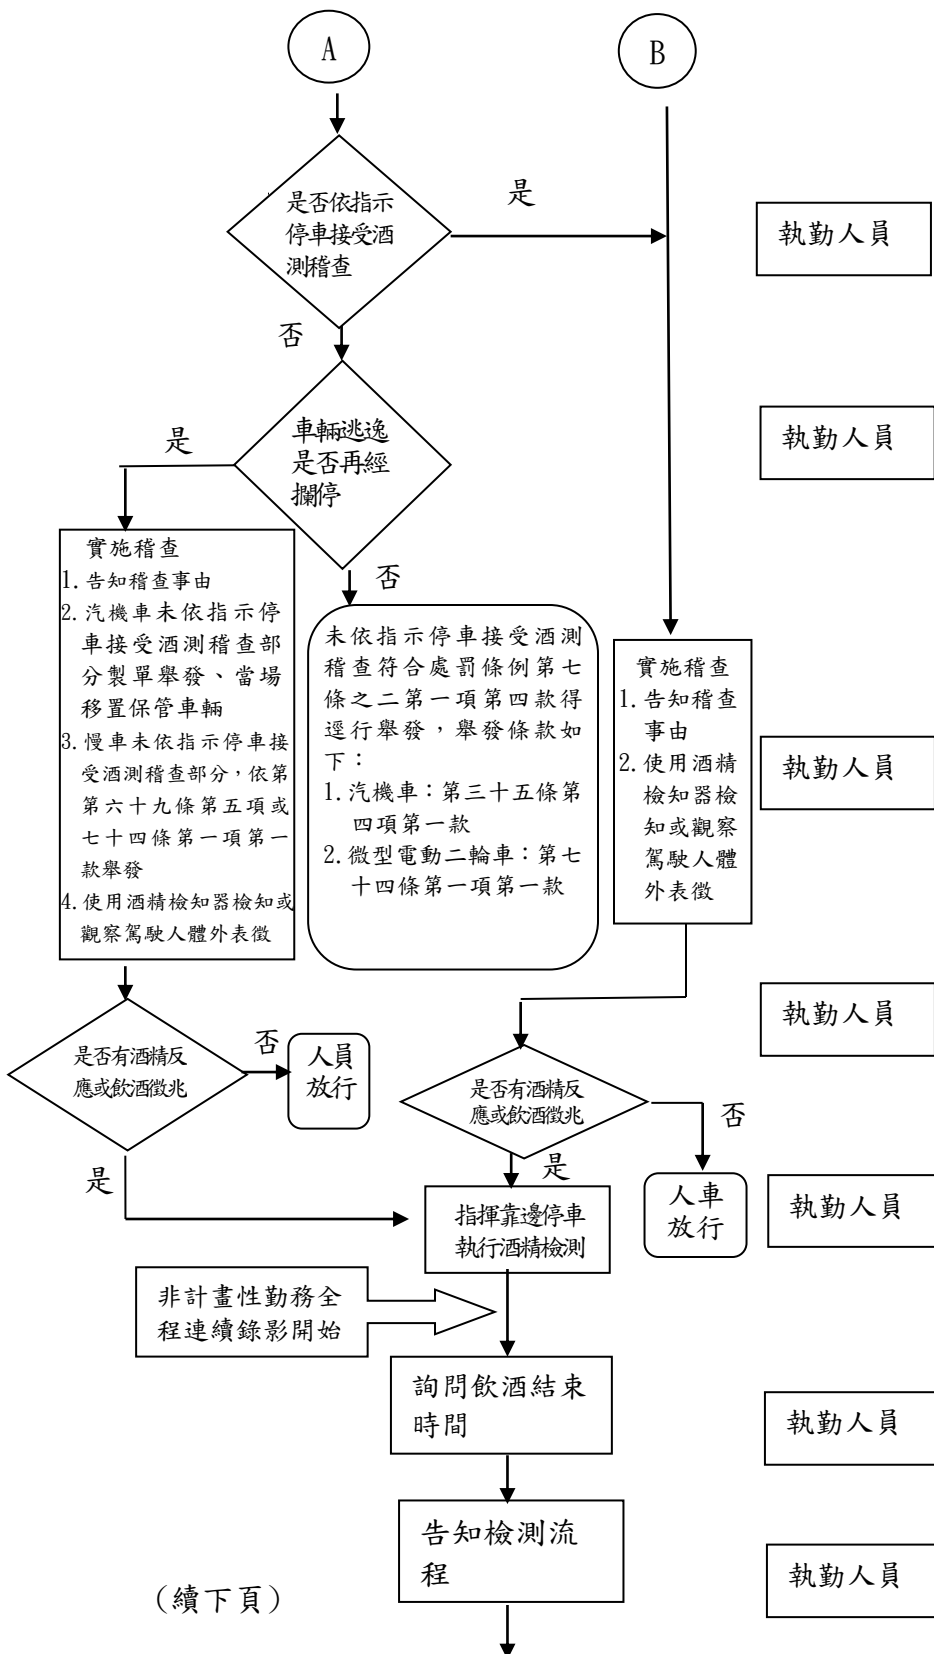 A
B
是否依指示
停車接受酒
測稽查
是
執勤人員
否
車輛逃逸
是否再經
攔停
是
執勤人員
否
實施稽查
1.告知稽查事由
2.汽機車未依指示停
車接受酒測稽查部
分製單舉發、當場
移置保管車輛
3.慢車未依指示停車接
受酒測稽查部分，依第
第六十九條第五項或
七十四條第一項第一
款舉發
4.使用酒精檢知器檢知或
觀察駕駛人體外表徵
未依指示停車接受酒測
稽查符合處罰條例第七
條之二第一項第四款得
逕行舉發，舉發條款如
下：
1.汽機車：第三十五條第
四項第一款
2.微型電動二輪車：第七
十四條第一項第一款
實施稽查
1.告知稽查
事由
2.使用酒精
檢知器檢
知或觀察
駕駛人體
外表徵
執勤人員
執勤人員
是否有酒精反
應或飲酒徵兆
否
人員
放行
是
是否有酒精反
應或飲酒徵兆
否
人車
放行
是
指揮靠邊停車
執行酒精檢測
執勤人員
非計畫性勤務全
程連續錄影開始
詢問飲酒結束
時間
執勤人員
告知檢測流
程
執勤人員
（續下頁）